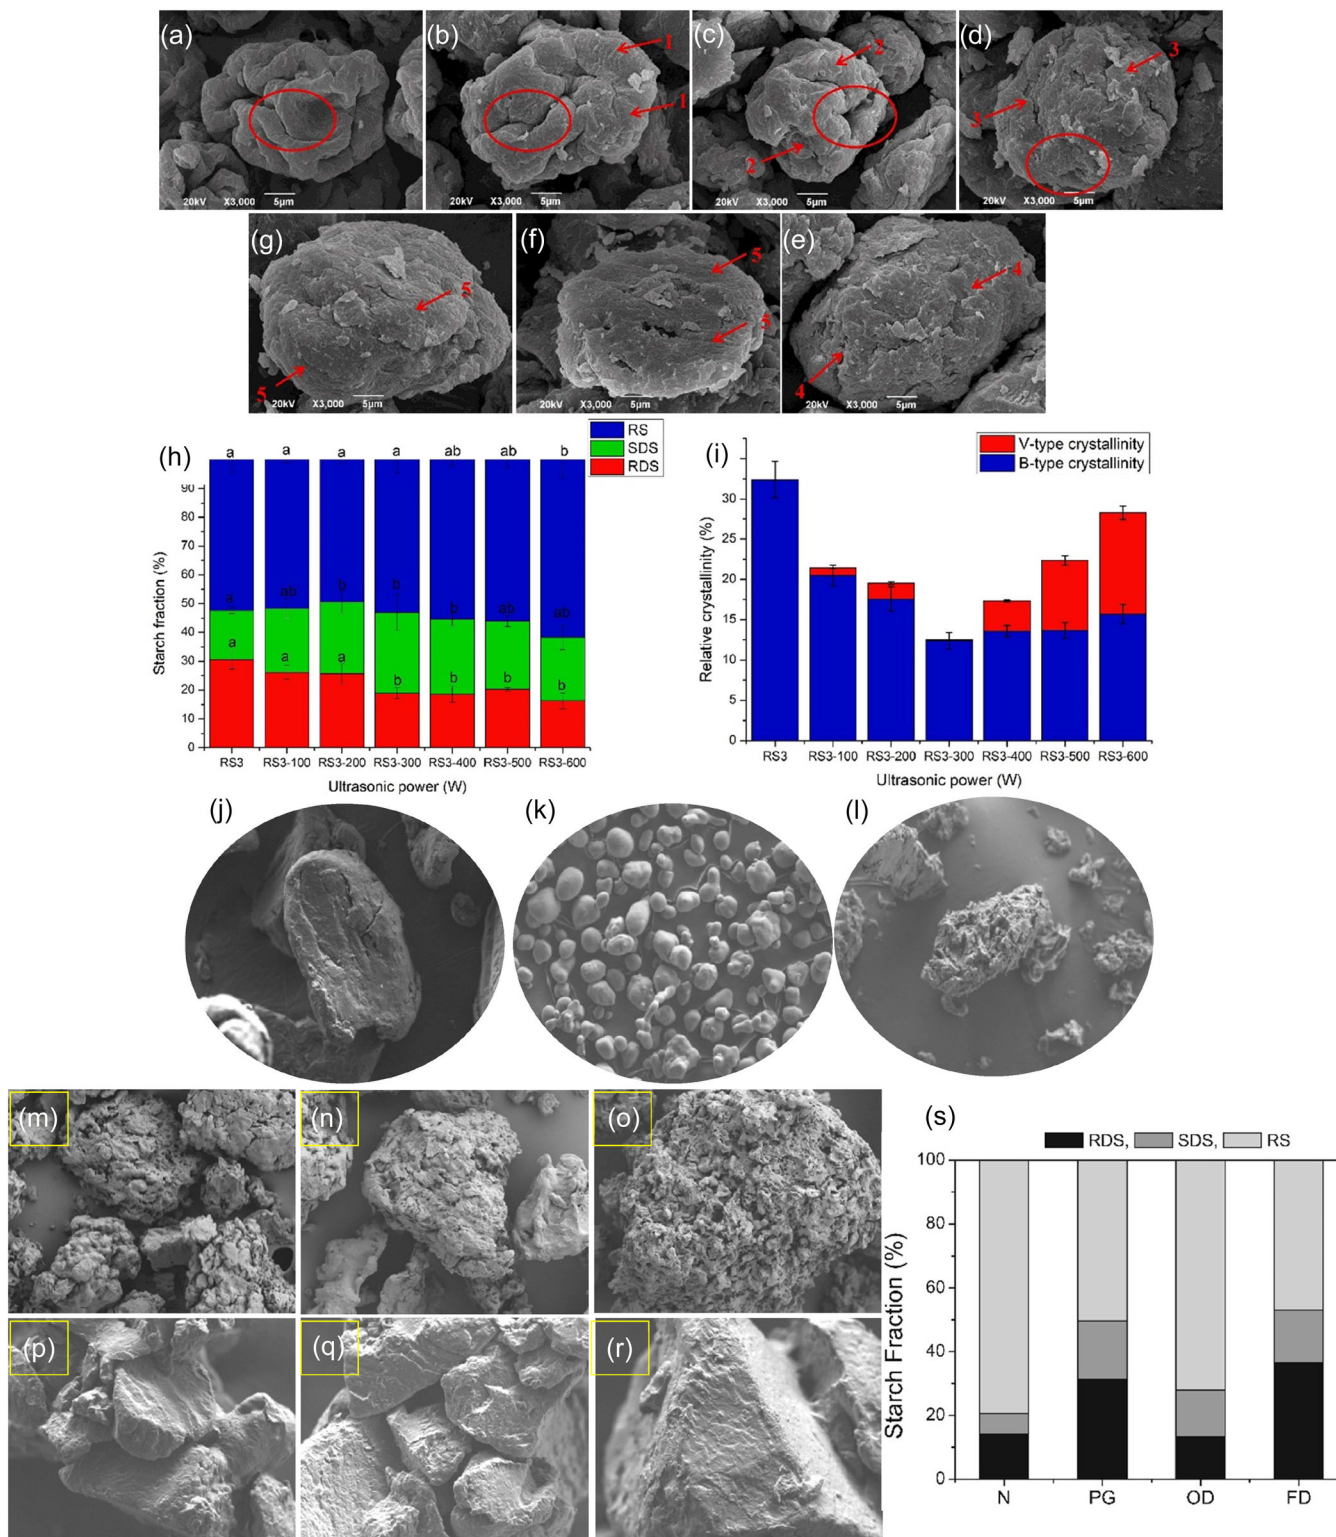 (a)
(b)
1
1
(c)
2
2
(d)
3
3
20kV X3,000 5μm
20kV X3,000 5μm
20kV X3,000 5μm
20kV X3,000 5μm
(g)
5
5
(f)
5
3
(e)
4
4
20kV X3,000 5μm
20kV X3,000 5μm
20kV X3,000 5μm
(h)
RS
SDS
RDS
a a a a ab ab b
a ab b b b ab ab
a a a b b b b
90
80
70
60
50
40
30
20
10
0
Starch fraction (%)
RS3 RS3-100 RS3-200 RS3-300 RS3-400 RS3-500 RS3-600
Ultrasonic power (W)
(i)
V-type crystallinity
B-type crystallinity
30
25
20
15
10
5
0
Relative crystallinity (%)
RS3 RS3-100 RS3-200 RS3-300 RS3-400 RS3-500 RS3-600
Ultrasonic power (W)
(j)
(k)
(l)
(m)
(n)
(o)
(p)
(q)
(r)
(s)
RDS, SDS, RS
100
80
60
40
20
0
Starch Fraction (%)
N PG OD FD